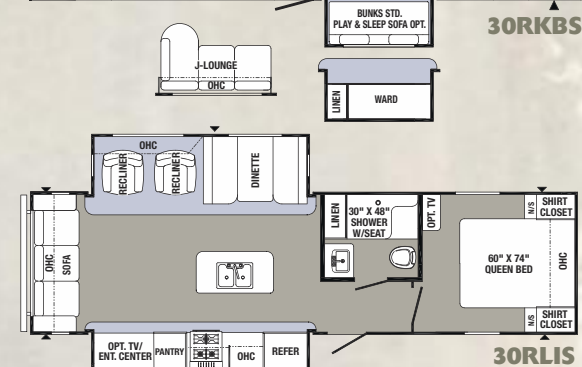 BUNKS STD.
PLAY & SLEEP SOFA OPT.
30RKBS
J-LOUNGE
OHC
LINEN
WARD
OHC
RECLINER
RECLINER
DINETTE
LINEN
30" X 48"
SHOWER
W/SEAT
OPT. TV
N/S
SHIRT
CLOSET
OHC
SOFA
60" X 74"
QUEEN BED
OHC
N/S
SHIRT
CLOSET
OPT. TV/
ENT. CENTER
PANTRY
OHC
REFER
30RLIS